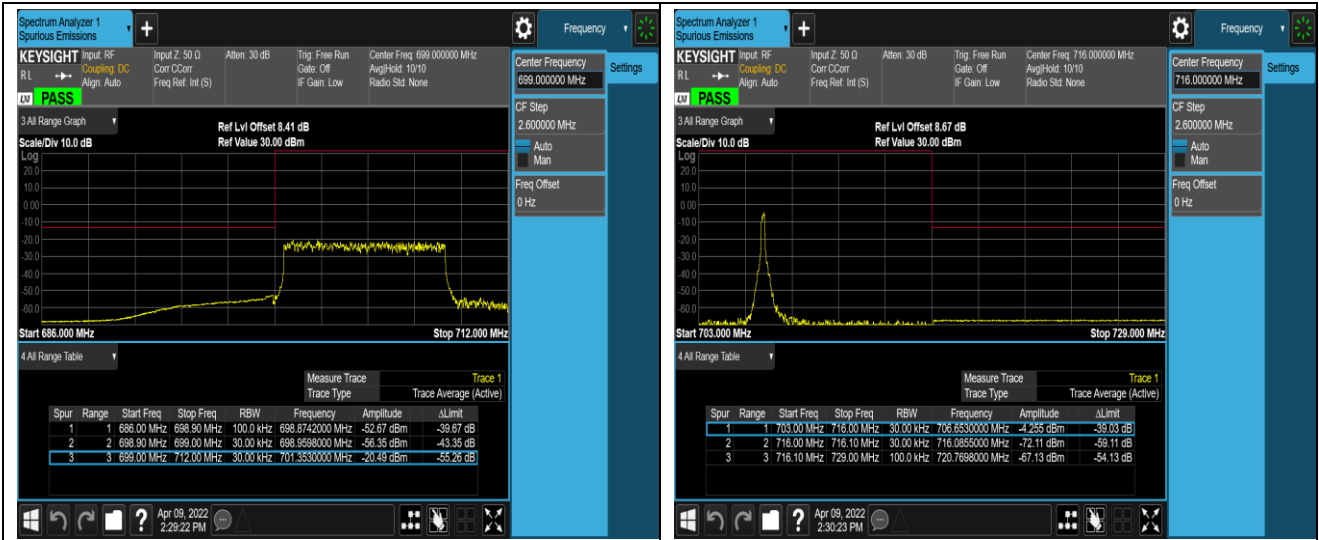 Spectrum Analyzer 1
Spurious Emissions
+
Frequency
KEYSIGHT Input: RF Input Z: 50 Ω Atten: 30 dB Trig: Free Run Center Freq: 699.000000 MHz
Coupling: DC Corr CCorr Gate: Off Avg|Hold: 10/10
R L Align: Auto Freq Ref: Int (S) IF Gain: Low Radio Std: None
LXI PASS
Center Frequency
699.000000 MHz
Settings
CF Step
2.600000 MHz
Auto
Man
Freq Offset
0 Hz
3 All Range Graph
Ref Lvl Offset 8.41 dB
Scale/Div 10.0 dB Ref Value 30.00 dBm
Log
20.0
10.0
0.00
-10.0
-20.0
-30.0
-40.0
-50.0
-60.0
Start 686.000 MHz Stop 712.000 MHz
4 All Range Table
Measure Trace Trace 1
Trace Type Trace Average (Active)
Spur Range Start Freq Stop Freq RBW Frequency Amplitude ΔLimit
1 1 686.00 MHz 698.90 MHz 100.0 kHz 698.8742000 MHz -52.67 dBm -39.67 dB
2 2 698.90 MHz 699.00 MHz 30.00 kHz 698.9598000 MHz -56.35 dBm -43.35 dB
3 3 699.00 MHz 712.00 MHz 30.00 kHz 701.3530000 MHz -20.49 dBm -55.26 dB
? Apr 09, 2022
2:29:22 PM
Spectrum Analyzer 1
Spurious Emissions
+
Frequency
KEYSIGHT Input: RF Input Z: 50 Ω Atten: 30 dB Trig: Free Run Center Freq: 716.000000 MHz
Coupling: DC Corr CCorr Gate: Off Avg|Hold: 10/10
R L Align: Auto Freq Ref: Int (S) IF Gain: Low Radio Std: None
LXI PASS
Center Frequency
716.000000 MHz
Settings
CF Step
2.600000 MHz
Auto
Man
Freq Offset
0 Hz
3 All Range Graph
Ref Lvl Offset 8.67 dB
Scale/Div 10.0 dB Ref Value 30.00 dBm
Log
20.0
10.0
0.00
-10.0
-20.0
-30.0
-40.0
-50.0
-60.0
Start 703.000 MHz Stop 729.000 MHz
4 All Range Table
Measure Trace Trace 1
Trace Type Trace Average (Active)
Spur Range Start Freq Stop Freq RBW Frequency Amplitude ΔLimit
1 1 703.00 MHz 716.00 MHz 30.00 kHz 706.6530000 MHz -4.255 dBm -39.03 dB
2 2 716.00 MHz 716.10 MHz 30.00 kHz 716.0855000 MHz -72.11 dBm -59.11 dB
3 3 716.10 MHz 729.00 MHz 100.0 kHz 720.7698000 MHz -67.13 dBm -54.13 dB
? Apr 09, 2022
2:30:23 PM